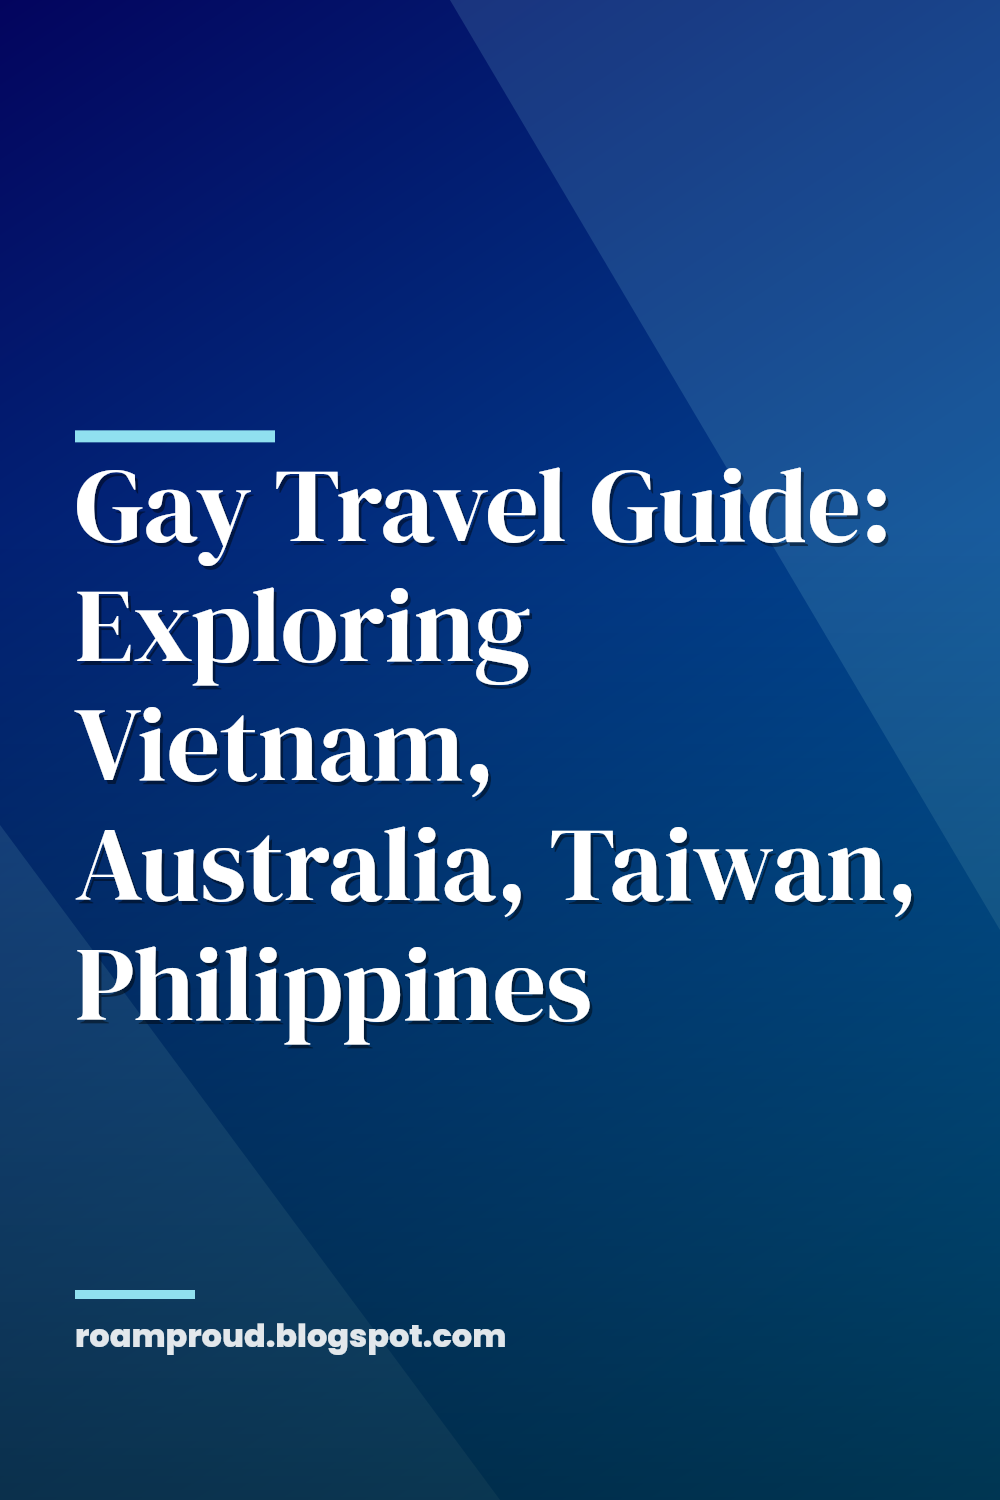 Gay Travel Guide:
Exploring
Vietnam,
Australia, Taiwan,
Philippines
roamproud.blogspot.com